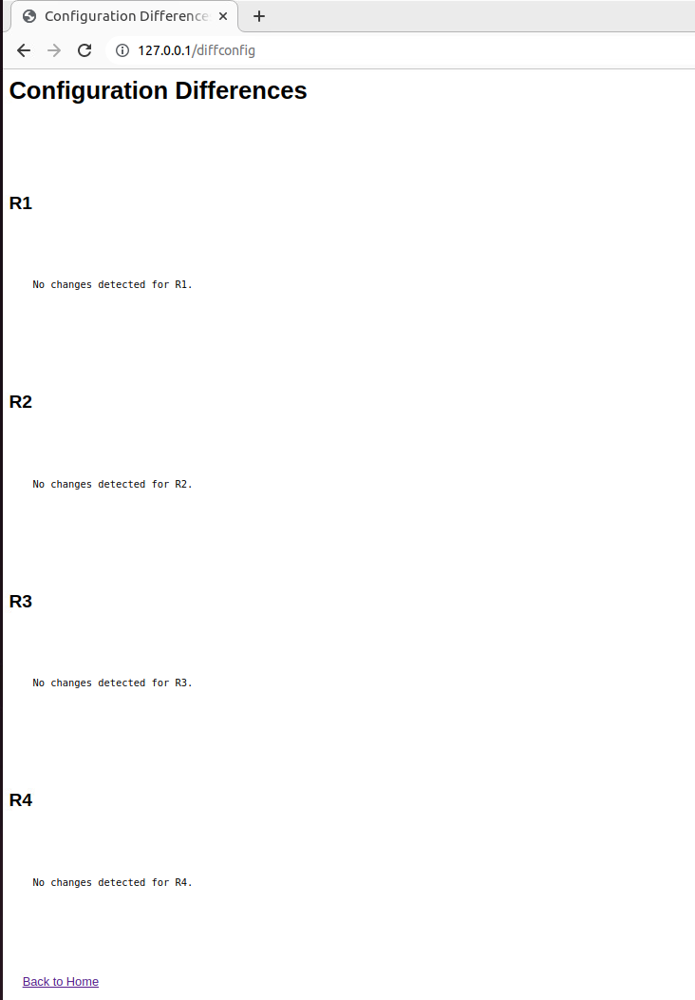 Configuration Difference
127.0.0.1/diffconfig
Configuration Differences
R1
No changes detected for R1.
R2
No changes detected for R2.
R3
No changes detected for R3.
R4
No changes detected for R4.
Back to Home